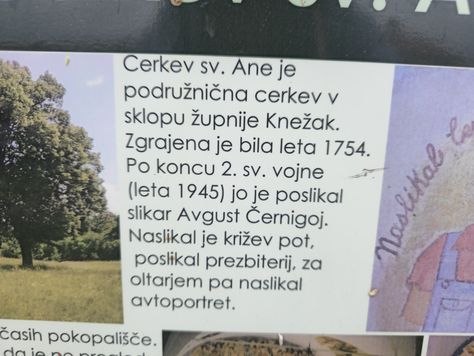 Cerkev sv. Ane je
podružnična cerkev v
sklopu župnije Knežak.
Zgrajena je bila leta 1754.
Po koncu 2. sv. vojne
(leta 1945) jo je poslikal
slikar Avgust Černigoj.
Naslikal je križev pot,
poslikal prezbiterij, za
oltarjem pa naslikal
avtoportret.
Naslikal
časih pokopališče.